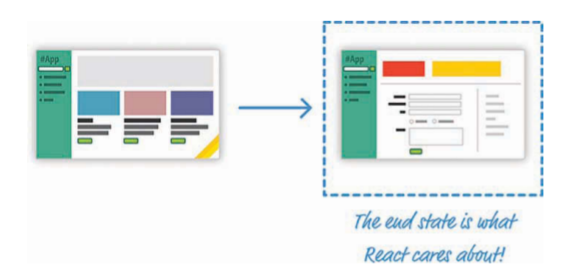 #App
#App
The end state is what
React cares about!